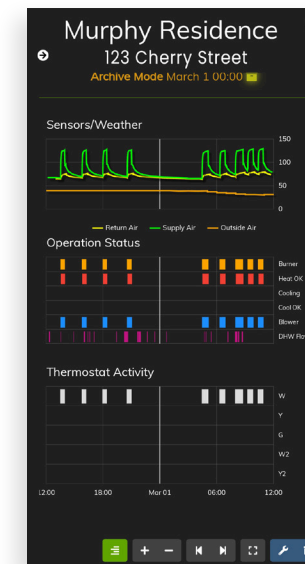 Murphy Residence
123 Cherry Street
Archive Mode March 1 00:00
Sensors/Weather
150
100
50
0
Return Air Supply Air Outside Air
Operation Status
Burner
Heat OK
Cooling
Cool OK
Blower
DHW Flow
Thermostat Activity
W
Y
G
W2
Y2
12:00 18:00 Mar 01 06:00 12:00